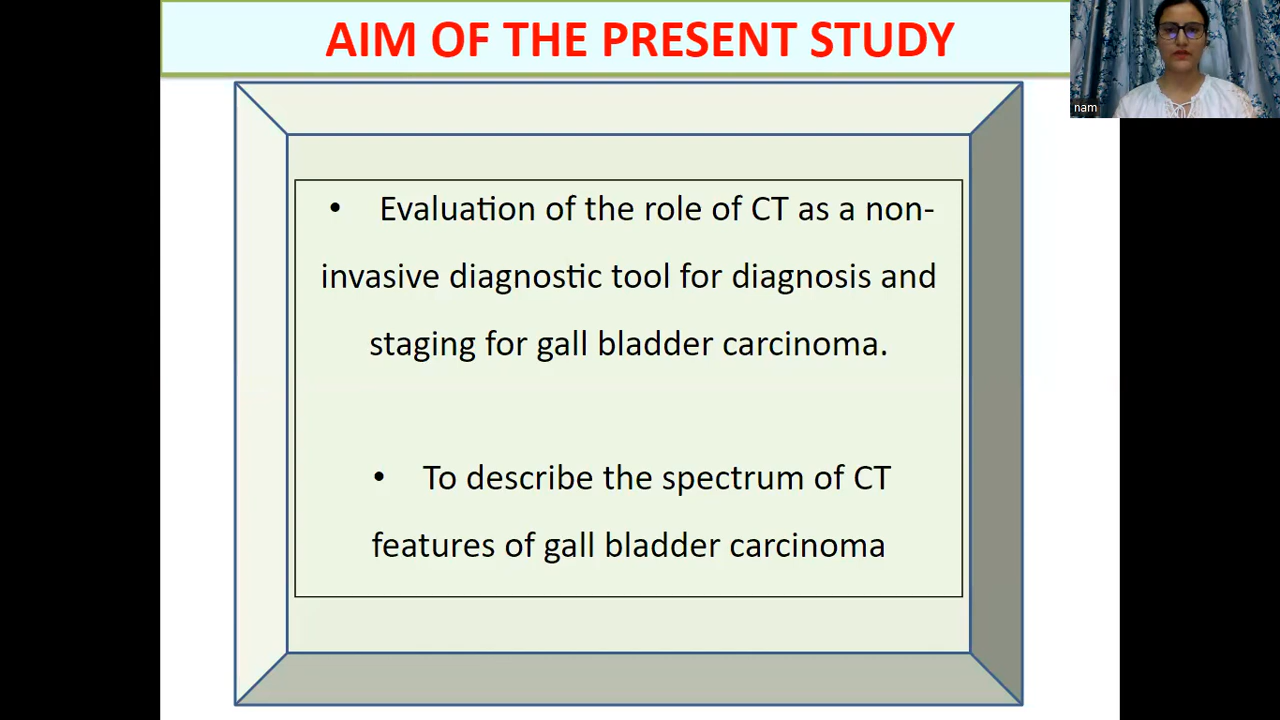 AIM OF THE PRESENT STUDY
nam
• Evaluation of the role of CT as a non-
invasive diagnostic tool for diagnosis and
staging for gall bladder carcinoma.
• To describe the spectrum of CT
features of gall bladder carcinoma